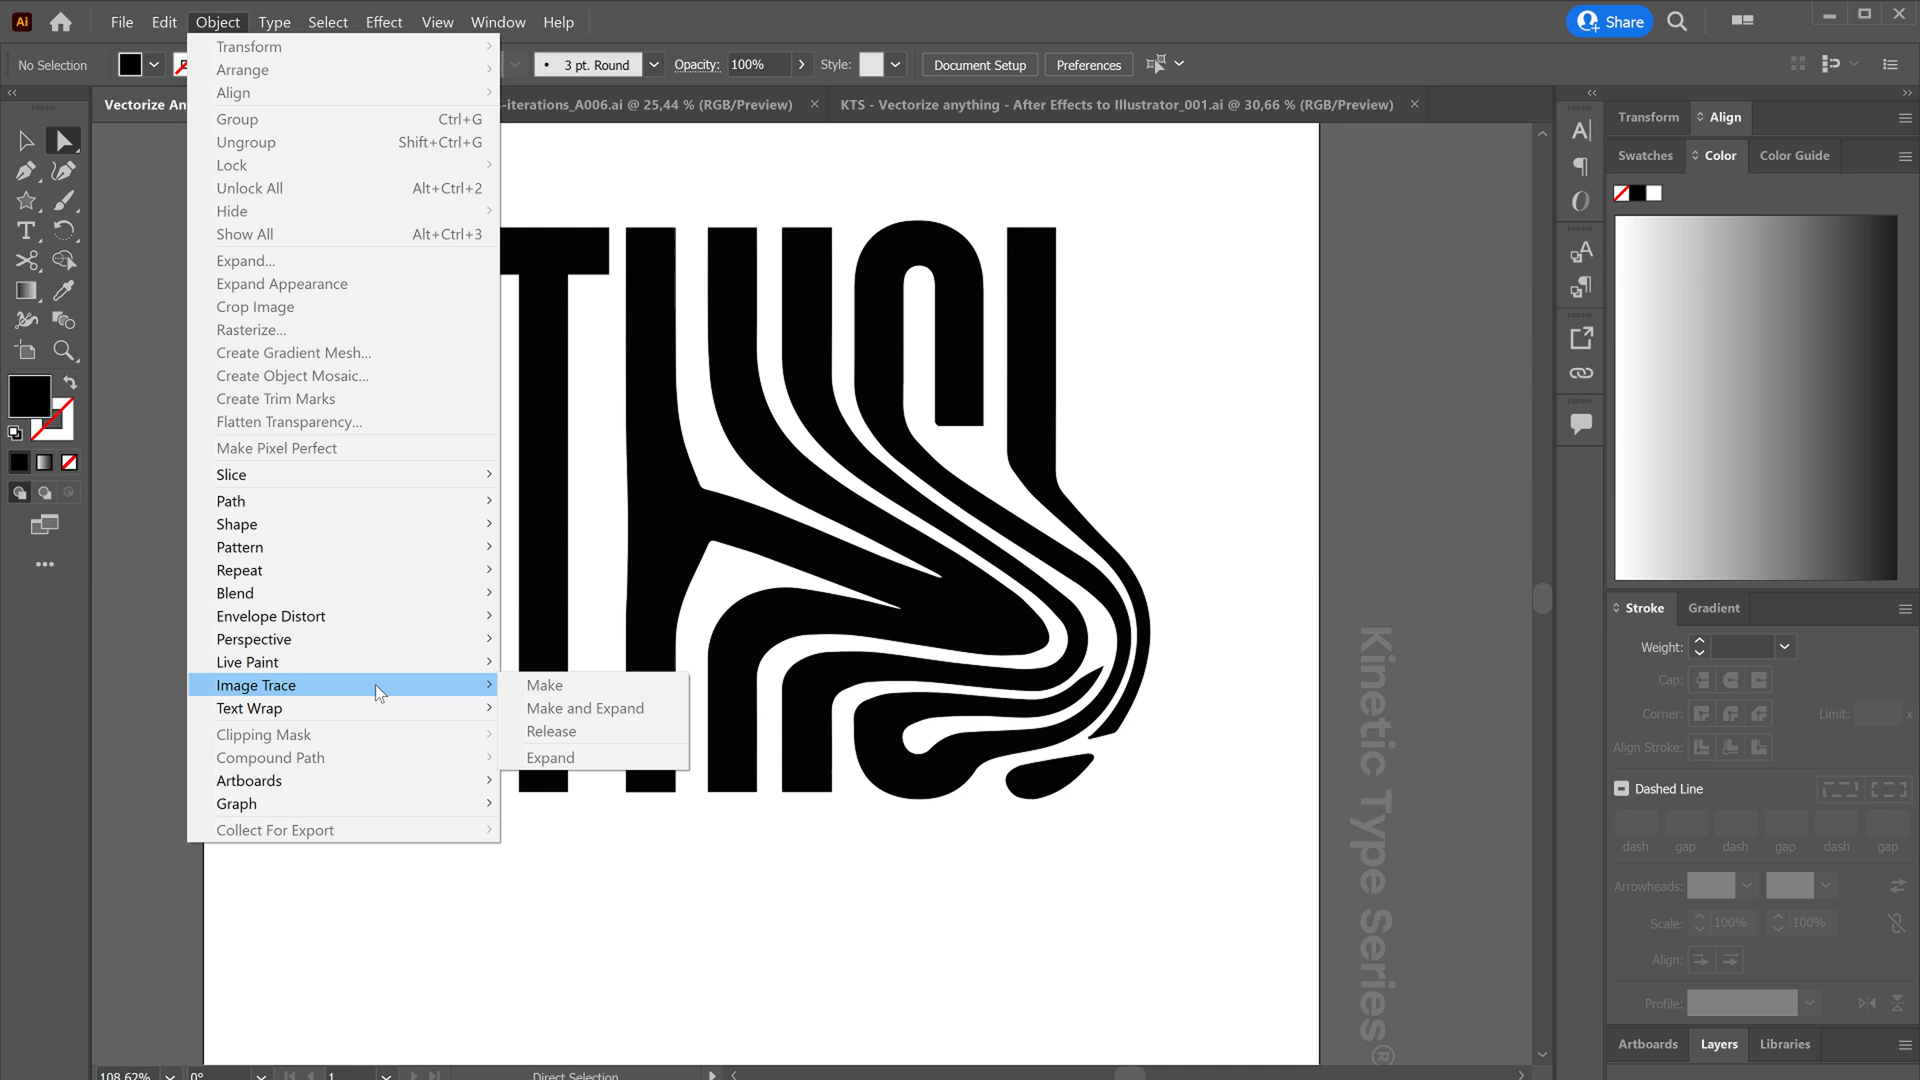 Ai File Edit Object Type Select Effect View Window Help Share
No Selection 3 pt. Round Opacity: 100% Style: Document Setup Preferences
Vectorize An -iterations_A006.ai @ 25,44 % (RGB/Preview) × KTS - Vectorize anything - After Effects to Illustrator_001.ai @ 30,66 % (RGB/Preview) ×
Transform
Arrange
Align
Group Ctrl+G
Ungroup Shift+Ctrl+G
Lock
Unlock All Alt+Ctrl+2
Hide
Show All Alt+Ctrl+3
Expand...
Expand Appearance
Crop Image
Rasterize...
Create Gradient Mesh...
Create Object Mosaic...
Create Trim Marks
Flatten Transparency...
Make Pixel Perfect
Slice
Path
Shape
Pattern
Repeat
Blend
Envelope Distort
Perspective
Live Paint
Image Trace
Text Wrap
Clipping Mask
Compound Path
Artboards
Graph
Collect For Export
Make
Make and Expand
Release
Expand
Kinetic Type Series®
Transform Align
Swatches Color Color Guide
Stroke Gradient
Weight:
Cap:
Corner: Limit: x
Align Stroke:
Dashed Line
dash gap dash gap dash gap
Arrowheads:
Scale: 100% 100%
Align:
Profile:
Artboards Layers Libraries
108,62% 0° 1 Direct Selection